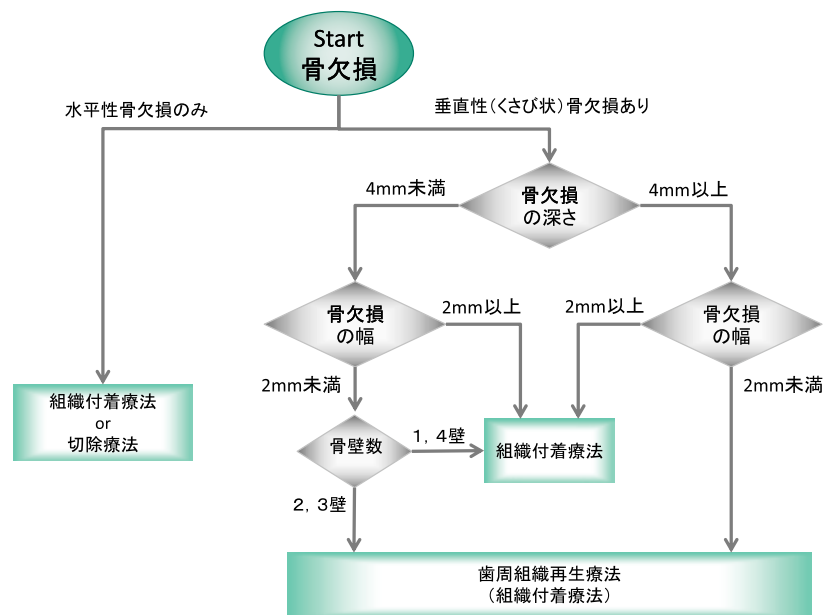 Start
骨欠損
水平性骨欠損のみ
垂直性(くさび状)骨欠損あり
4mm未満
骨欠損
の深さ
4mm以上
骨欠損
の幅
2mm以上
2mm以上
骨欠損
の幅
2mm未満
2mm未満
組織付着療法
or
切除療法
骨壁数
1,4壁
組織付着療法
2,3壁
歯周組織再生療法
(組織付着療法)